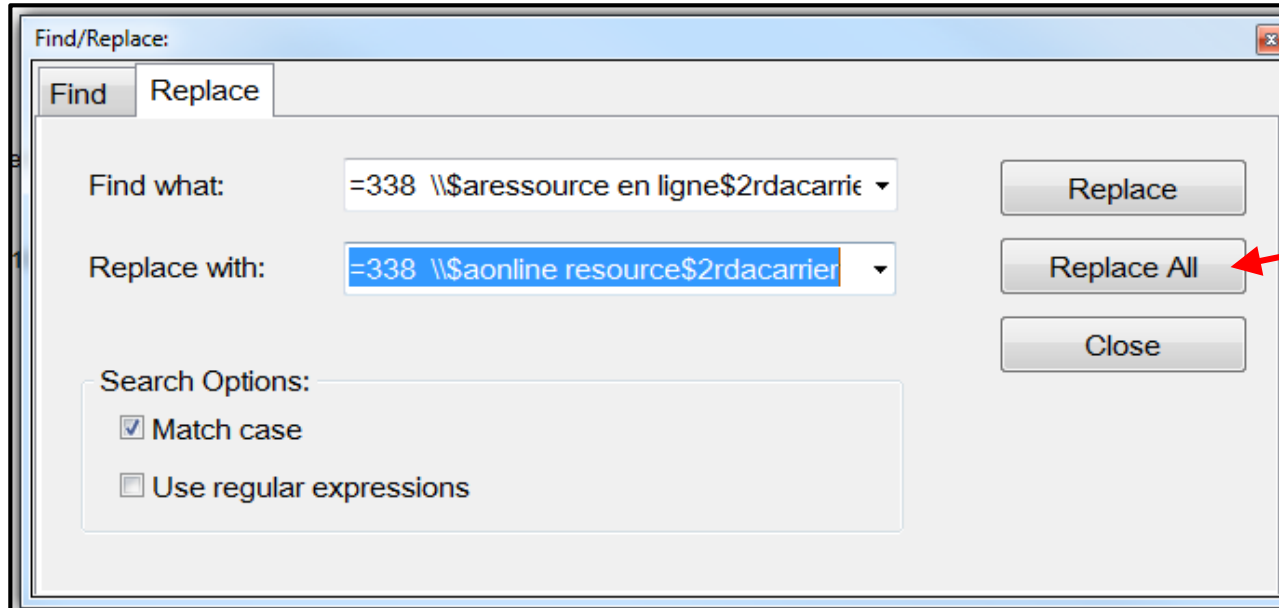 Find/Replace:
Find Replace
Find what: =338  \\$aressource en ligne$2rdacarrie Replace
Replace with: =338  \\$aonline resource$2rdacarrier Replace All
Close
Search Options:
Match case
Use regular expressions